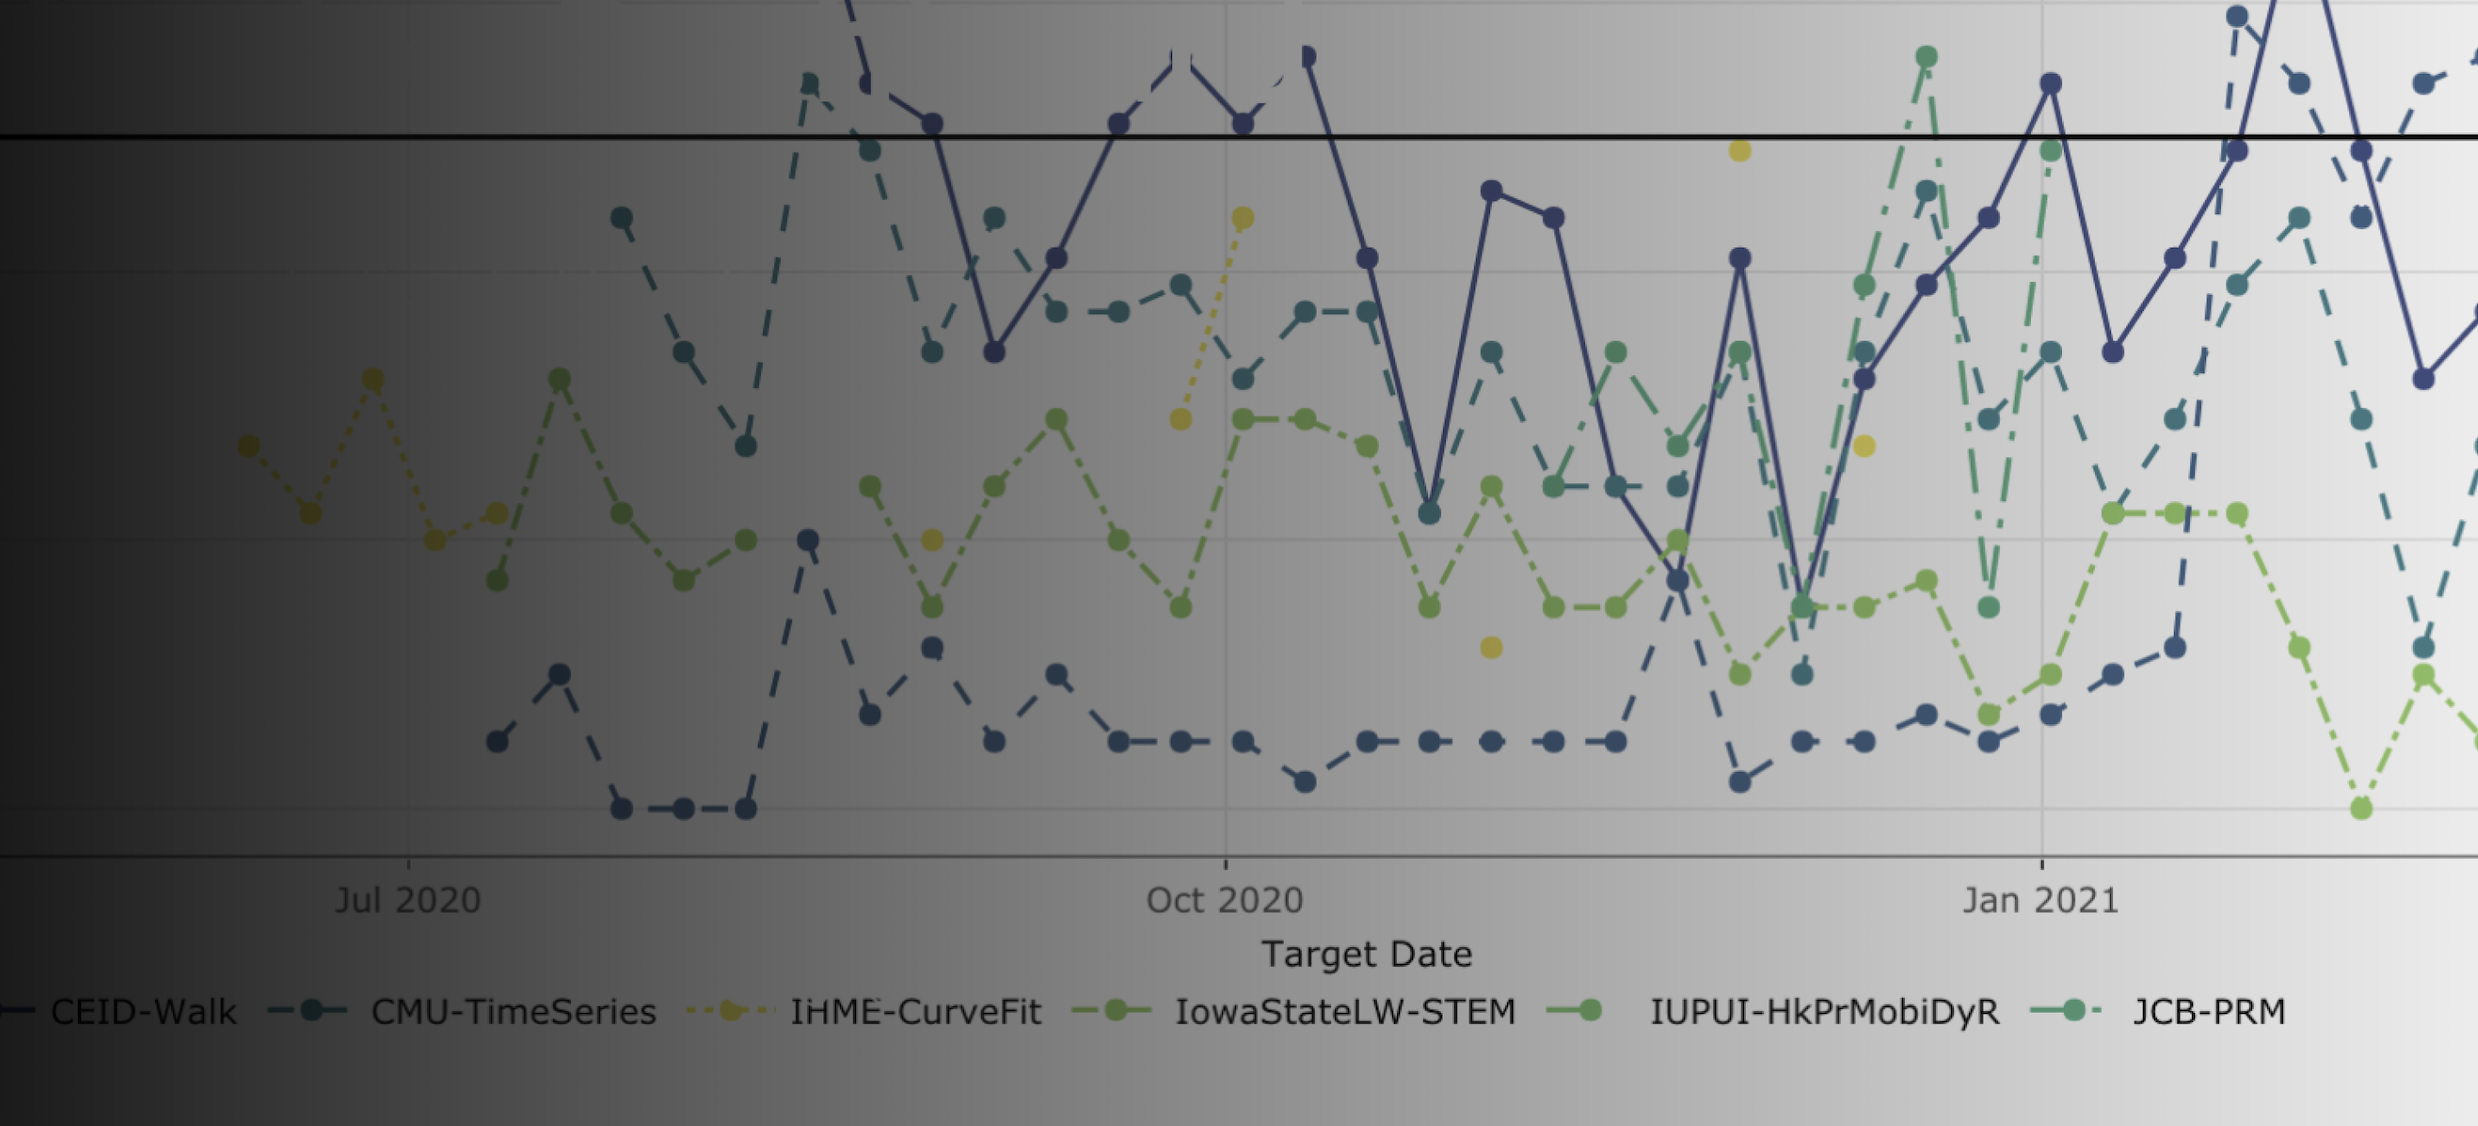 Jul 2020 Oct 2020 Jan 2021
Target Date
CEID-Walk CMU-TimeSeries IHME-CurveFit IowaStateLW-STEM IUPUI-HkPrMobiDyR JCB-PRM